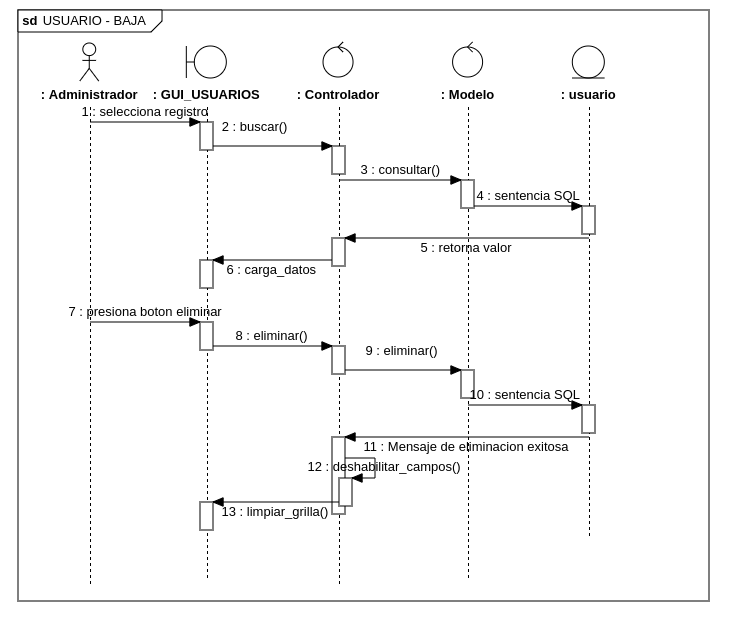 sd USUARIO - BAJA
: Administrador : GUI_USUARIOS : Controlador : Modelo : usuario
1 : selecciona registro
2 : buscar()
3 : consultar()
4 : sentencia SQL
5 : retorna valor
6 : carga_datos
7 : presiona boton eliminar
8 : eliminar()
9 : eliminar()
10 : sentencia SQL
11 : Mensaje de eliminacion exitosa
12 : deshabilitar_campos()
13 : limpiar_grilla()